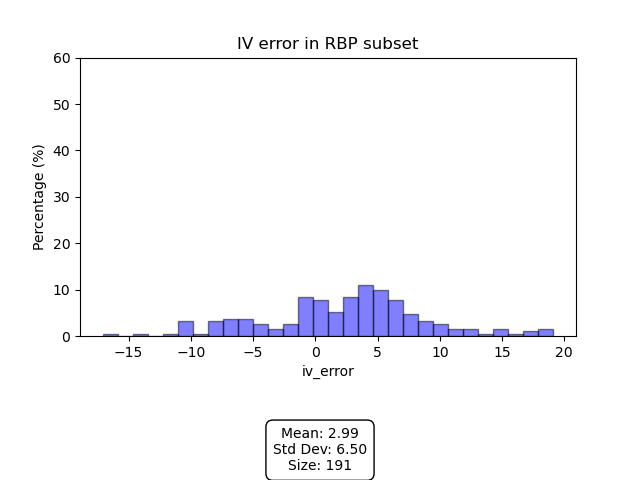 IV error in RBP subset
60
50
40
30
20
10
0
Percentage (%)
−15
−10
−5
0
5
10
15
20
iv_error
Mean: 2.99
Std Dev: 6.50
Size: 191